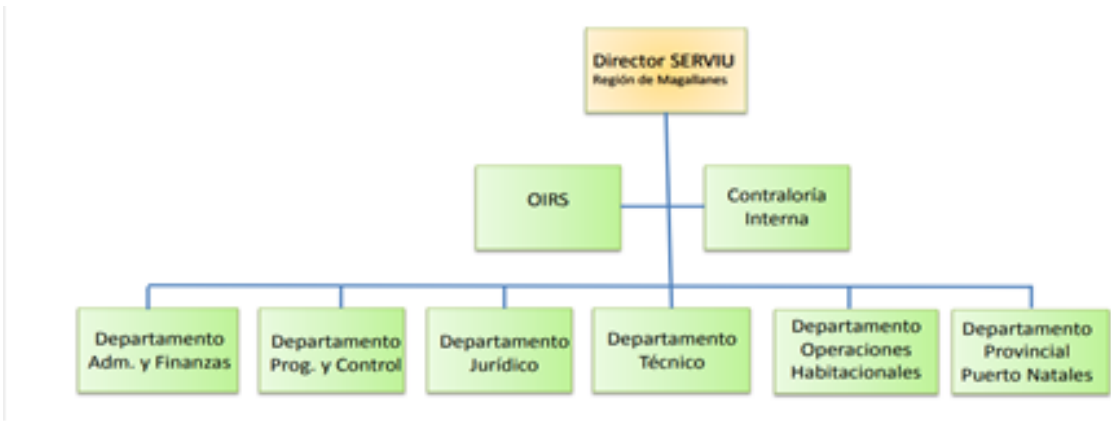 Director SERVIU
Región de Magallanes
OIRS
Contraloría
Interna
Departamento
Adm. y Finanzas
Departamento
Prog. y Control
Departamento
Jurídico
Departamento
Técnico
Departamento
Operaciones
Habitacionales
Departamento
Provincial
Puerto Natales